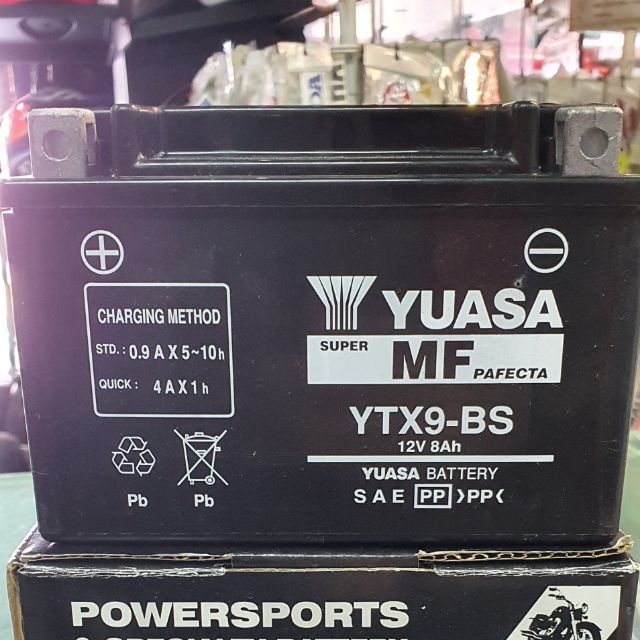 CHARGING METHOD
STD. : 0.9 A X 5~10h
QUICK : 4 A X 1 h
Pb Pb
YUASA
SUPER MF PAFECTA
YTX9-BS
12V 8Ah
YUASA BATTERY
S A E PP >PP<
POWERSPORTS